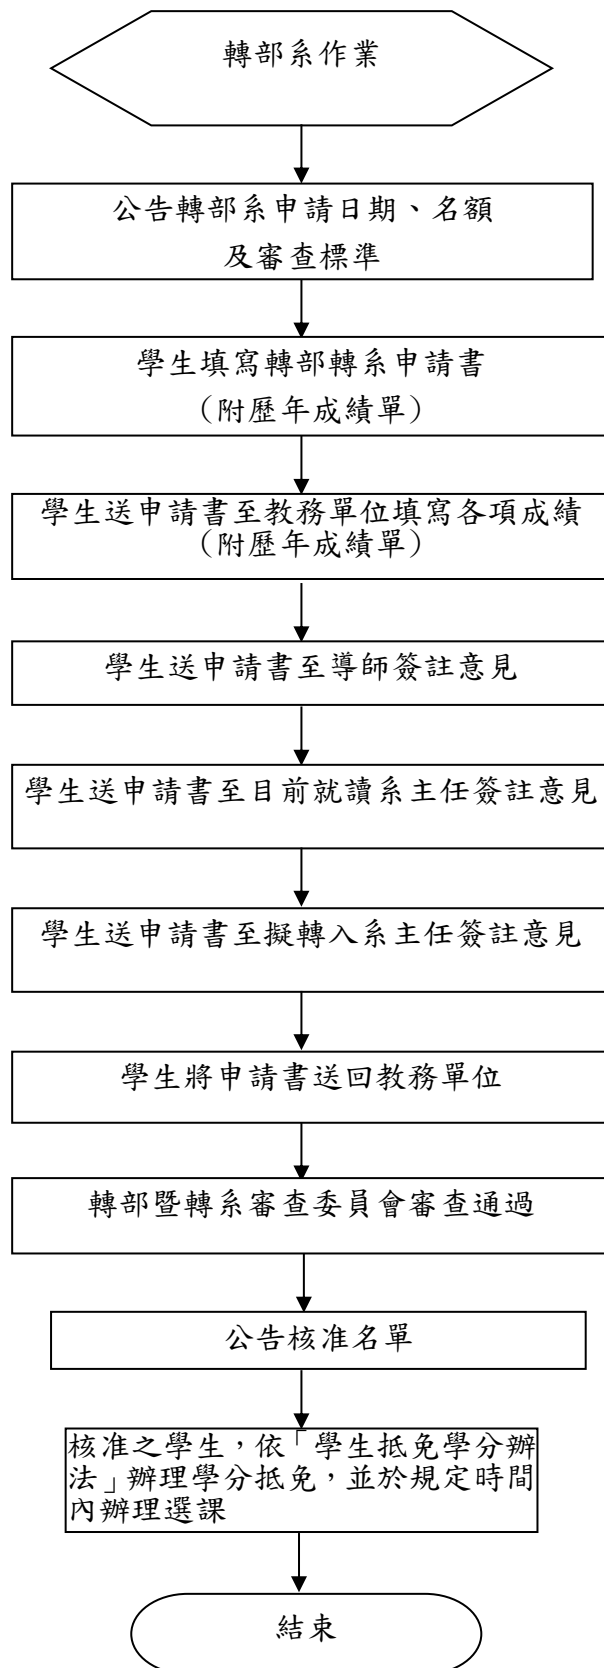 轉部系作業
公告轉部系申請日期、名額
及審查標準
學生填寫轉部轉系申請書
（附歷年成績單）
學生送申請書至教務單位填寫各項成績
（附歷年成績單）
學生送申請書至導師簽註意見
學生送申請書至目前就讀系主任簽註意見
學生送申請書至擬轉入系主任簽註意見
學生將申請書送回教務單位
轉部暨轉系審查委員會審查通過
公告核准名單
核准之學生，依「學生抵免學分辦
法」辦理學分抵免，並於規定時間
內辦理選課
結束